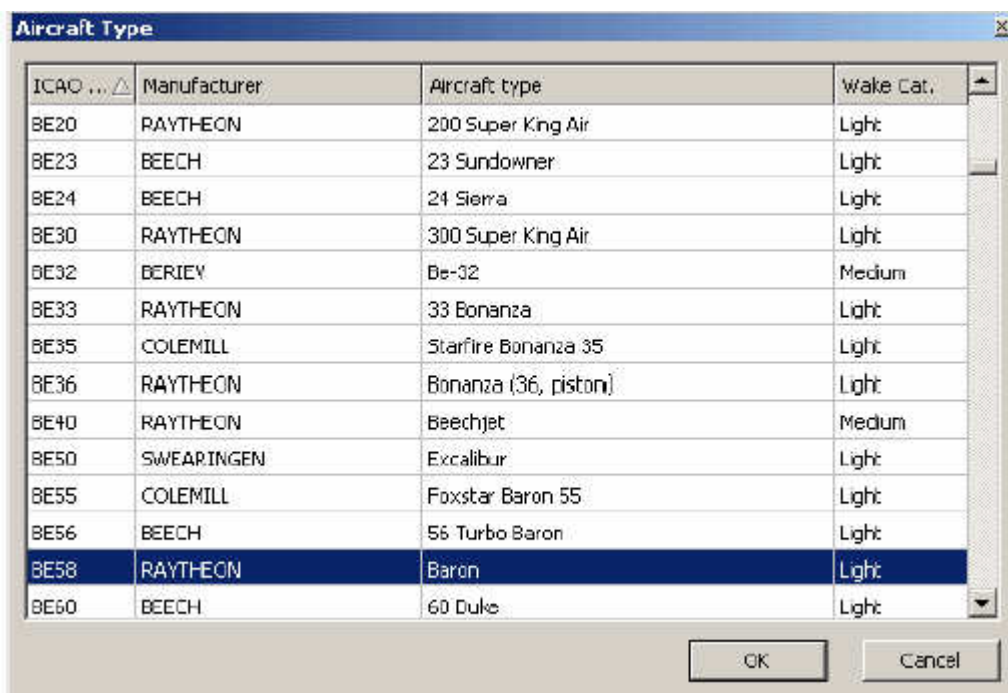 Aircraft Type
ICAO ... Manufacturer Aircraft type Wake Cat.
BE20 RAYTHEON 200 Super King Air Light
BE23 BEECH 23 Sundowner Light
BE24 BEECH 24 Sierra Light
BE30 RAYTHEON 300 Super King Air Light
BE32 BERIEV Be-32 Medium
BE33 RAYTHEON 33 Bonanza Light
BE35 COLEMILL Starfire Bonanza 35 Light
BE36 RAYTHEON Bonanza (36, piston) Light
BE40 RAYTHEON Beechjet Medium
BE50 SWEARINGEN Excalibur Light
BE55 COLEMILL Foxstar Baron 55 Light
BE56 BEECH 56 Turbo Baron Light
BE58 RAYTHEON Baron Light
BE60 BEECH 60 Duke Light
OK Cancel